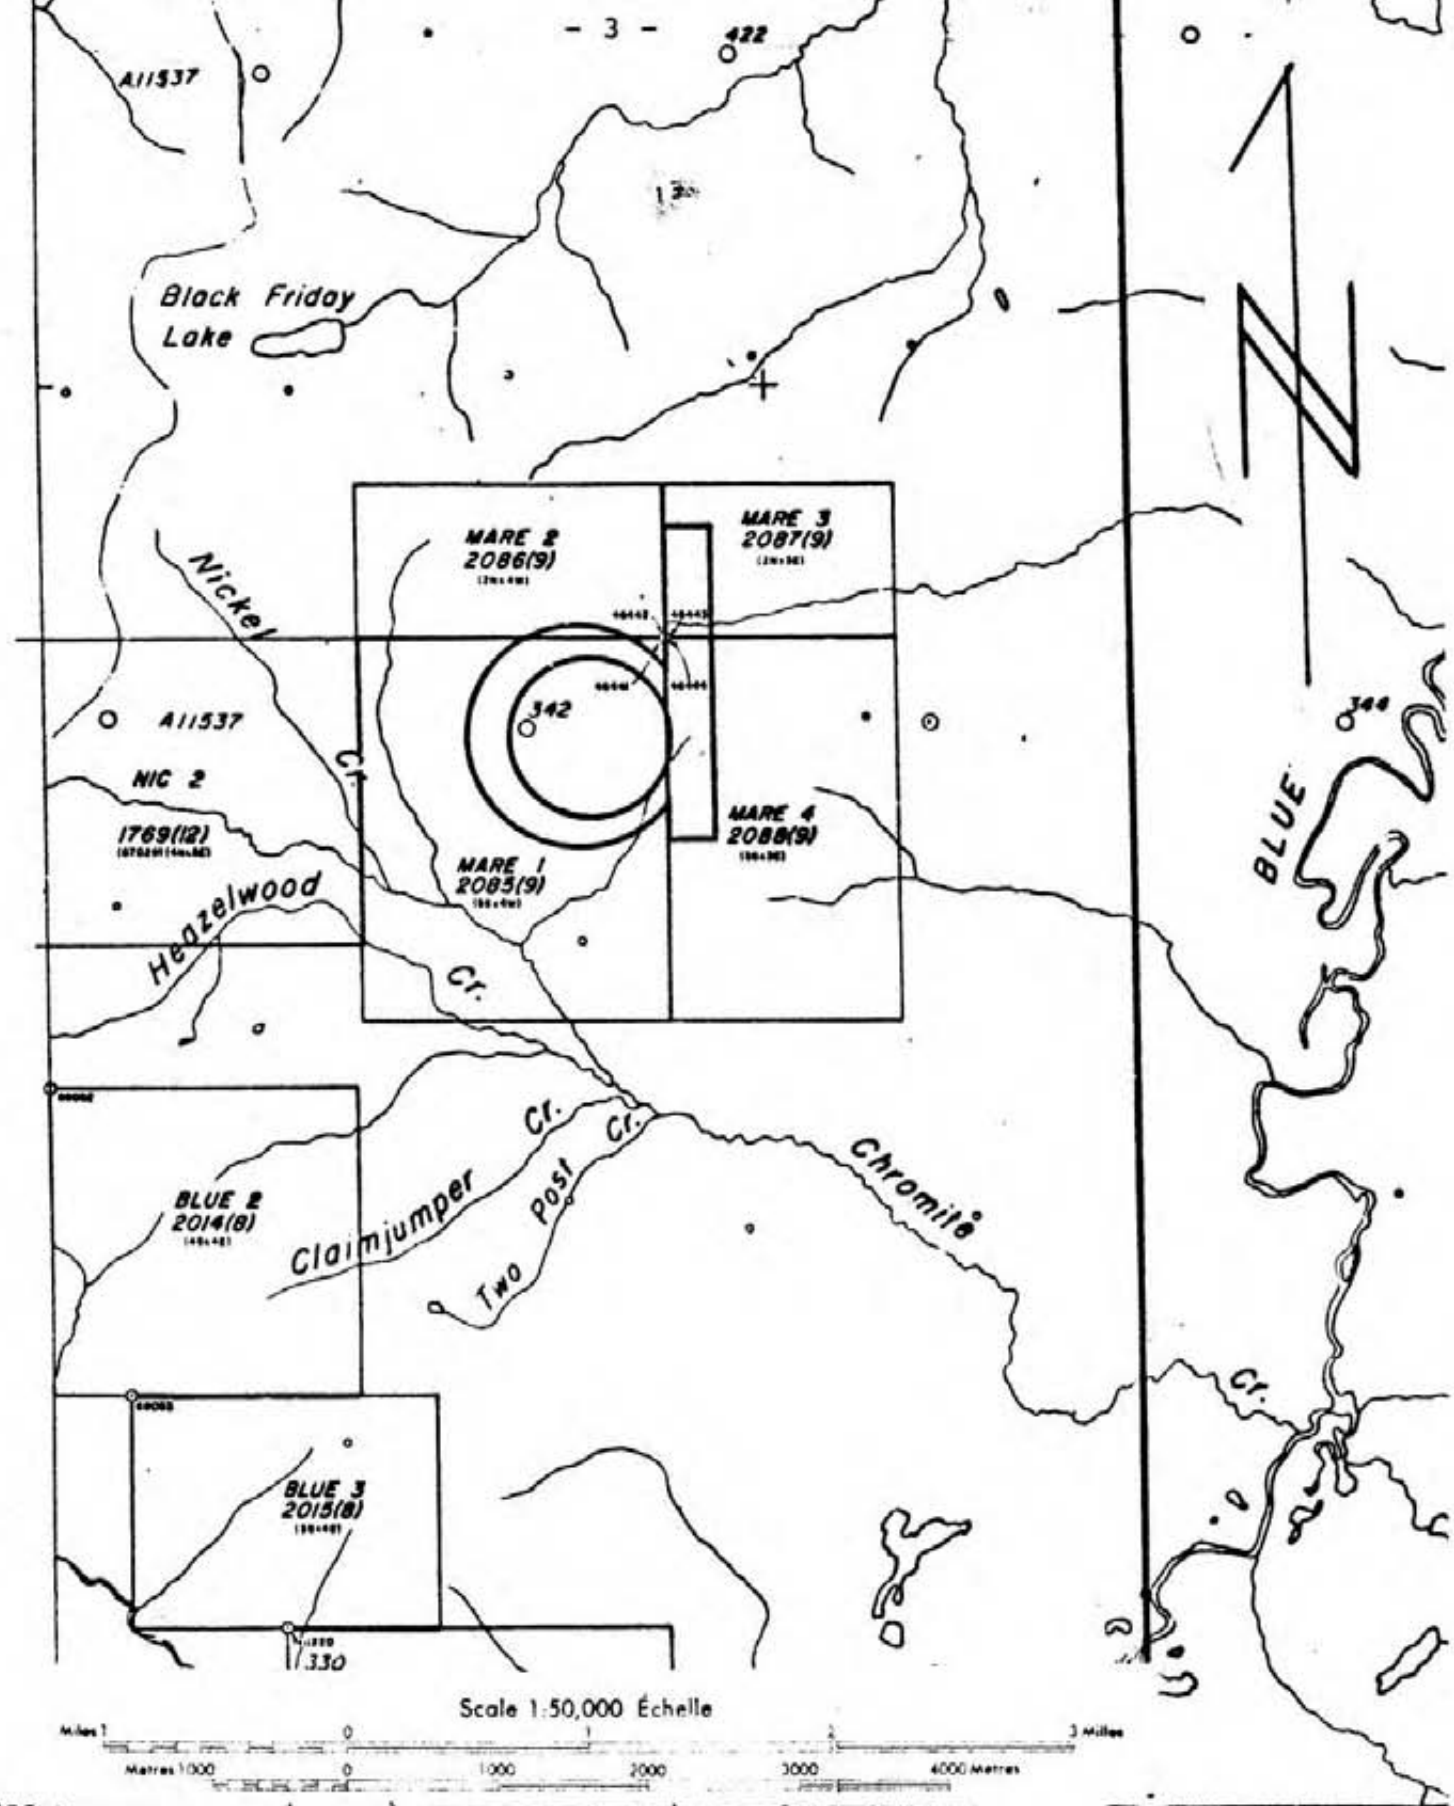 - 3 -
422
A11537
Black Friday
Lake
MARE 2
2086(9)
MARE 3
2087(9)
Nickel
Cr.
342
344
A11537
NIC 2
1769(12)
BLUE
MARE 4
2088(9)
MARE 1
2085(9)
Heazelwood
Cr.
Claimjumper
Cr.
Two
Post
Cr.
Chromite
Cr.
BLUE 2
2014(8)
BLUE 3
2015(8)
330
Scale 1:50,000 Échelle
Miles 1 0 1 2 3 Milles
Metres 1000 0 1000 2000 3000 4000 Metres